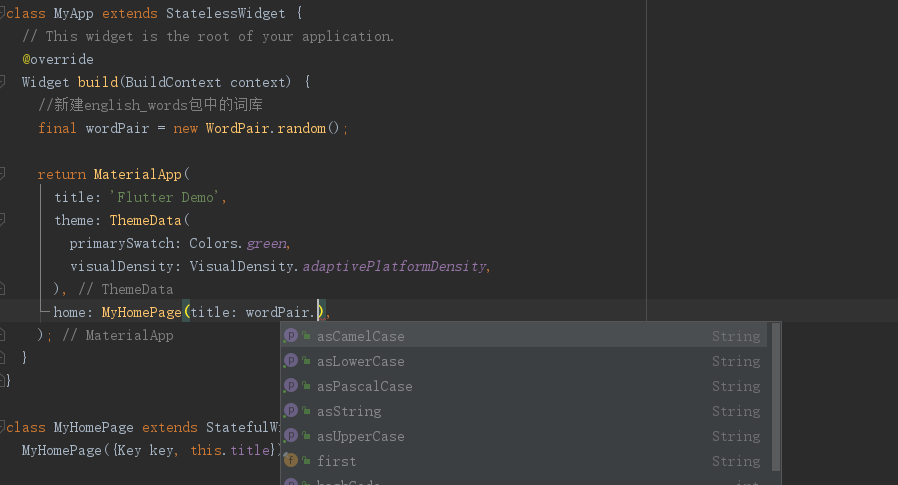 class MyApp extends StatelessWidget {
// This widget is the root of your application.
@override
Widget build(BuildContext context) {
//新建english_words包中的词库
final wordPair = new WordPair.random();
return MaterialApp(
title: 'Flutter Demo',
theme: ThemeData(
primarySwatch: Colors.green,
visualDensity: VisualDensity.adaptivePlatformDensity,
), // ThemeData
home: MyHomePage(title: wordPair.),
); // MaterialApp
}
}
class MyHomePage extends StatefulWi
MyHomePage({Key key, this.title})
p asCamelCase String
p asLowerCase String
p asPascalCase String
p asString String
p asUpperCase String
f first String
hashCode int